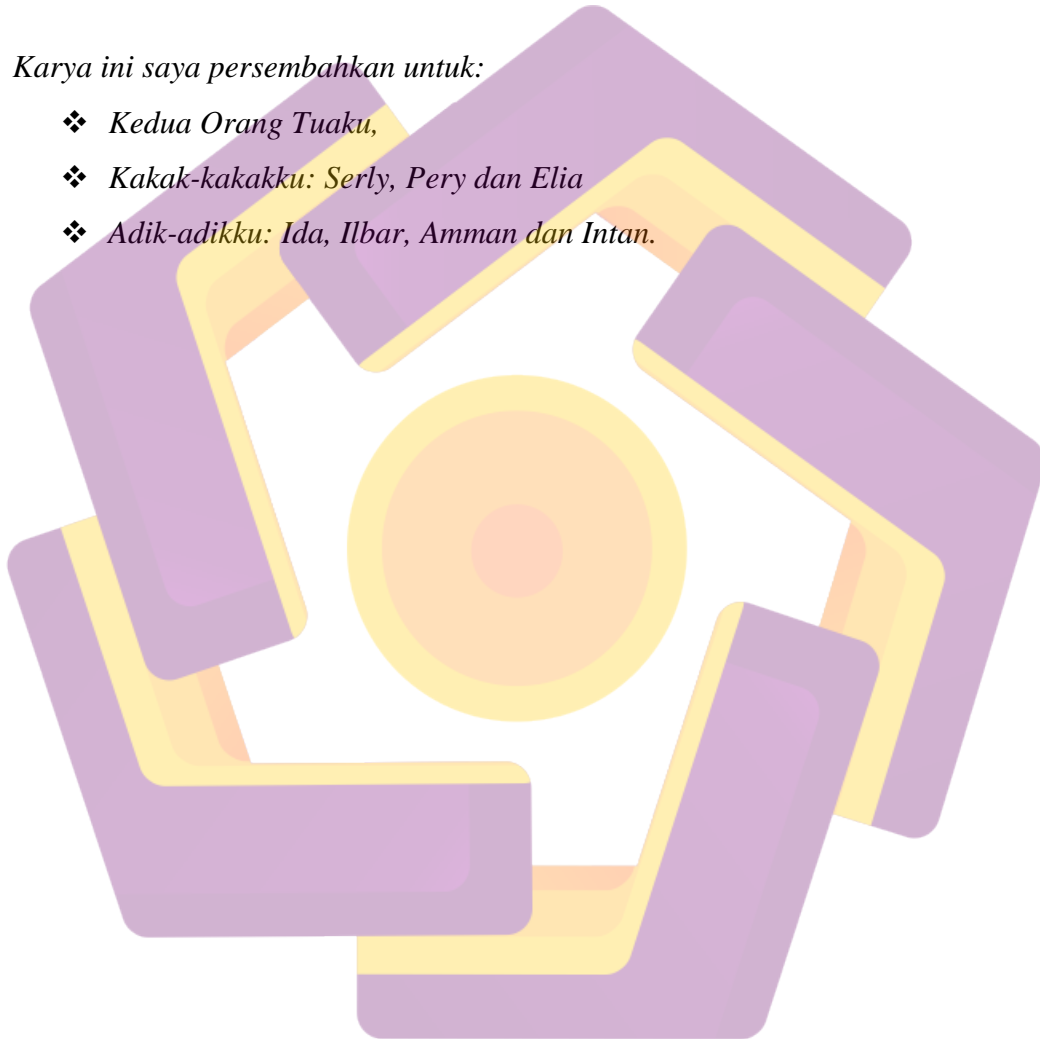 Karya ini saya persembahkan untuk:
❖ Kedua Orang Tuaku,
❖ Kakak-kakakku: Serly, Pery dan Elia
❖ Adik-adikku: Ida, Ilbar, Amman dan Intan.